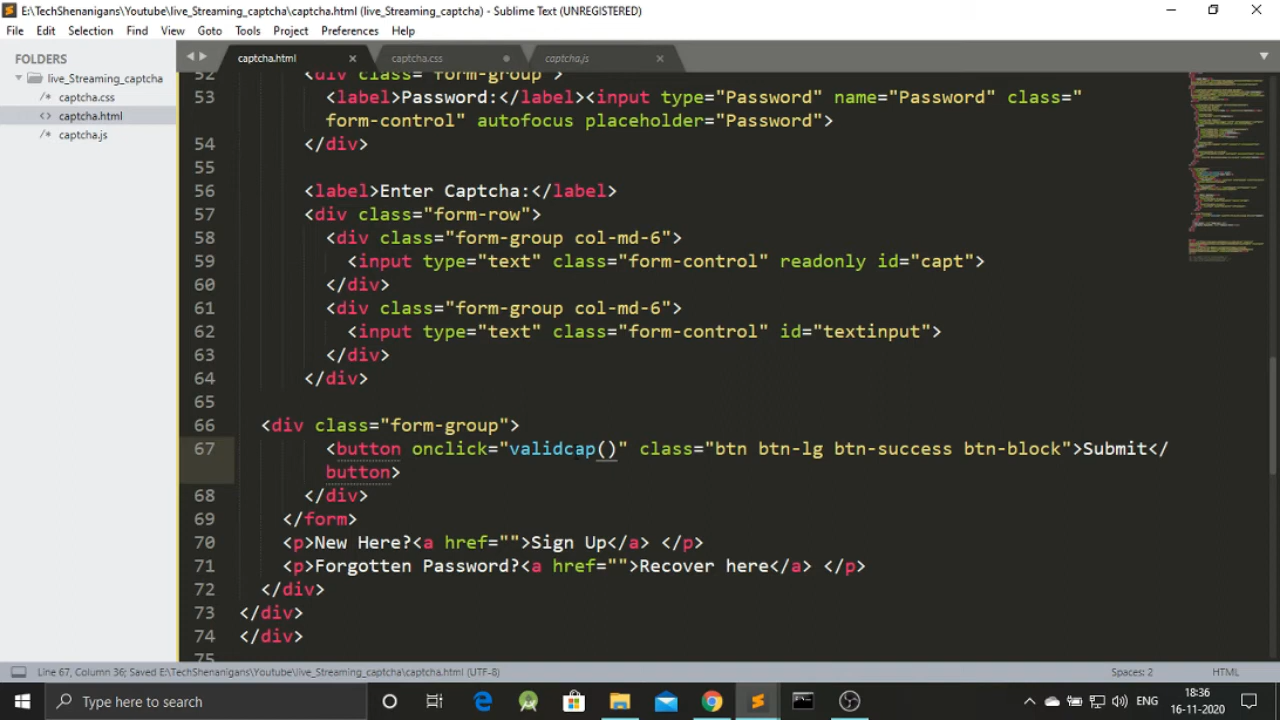 E:\TechShenanigans\Youtube\live_Streaming_captcha\captcha.html (live_Streaming_captcha) - Sublime Text (UNREGISTERED)
File Edit Selection Find View Goto Tools Project Preferences Help
FOLDERS
live_Streaming_captcha
captcha.css
captcha.html
captcha.js
captcha.html captcha.css captcha.js
52 <div class="form-group">
53 <label>Password:</label><input type="Password" name="Password" class="
form-control" autofocus placeholder="Password">
54 </div>
55
56 <label>Enter Captcha:</label>
57 <div class="form-row">
58 <div class="form-group col-md-6">
59 <input type="text" class="form-control" readonly id="capt">
60 </div>
61 <div class="form-group col-md-6">
62 <input type="text" class="form-control" id="textinput">
63 </div>
64 </div>
65
66 <div class="form-group">
67 <button onclick="validcap()" class="btn btn-lg btn-success btn-block">Submit</
button>
68 </div>
69 </form>
70 <p>New Here?<a href="">Sign Up</a> </p>
71 <p>Forgotten Password?<a href="">Recover here</a> </p>
72 </div>
73 </div>
74 </div>
75
Line 67, Column 36; Saved E:\TechShenanigans\Youtube\live_Streaming_captcha\captcha.html (UTF-8) Spaces: 2 HTML
Type here to search
ENG
18:36
16-11-2020